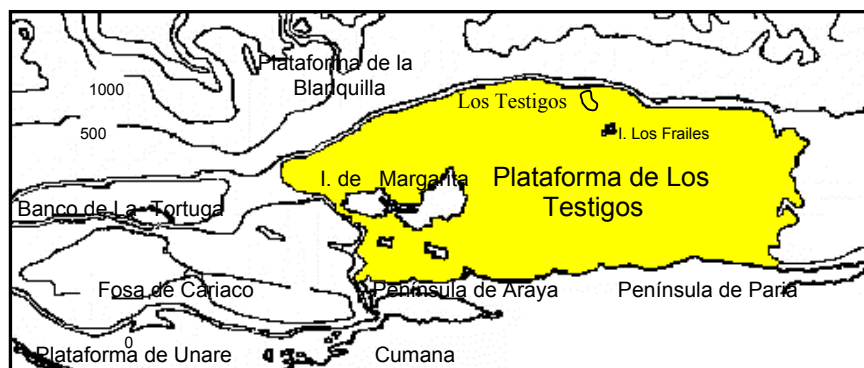 Plataforma de la
Blanquilla
1000
Los Testigos
500
I. Los Frailes
I. de Margarita
Plataforma de Los
Testigos
Banco de La Tortuga
Fosa de Cariaco
Península de Araya
Península de Paria
0
Plataforma de Unare
Cumana